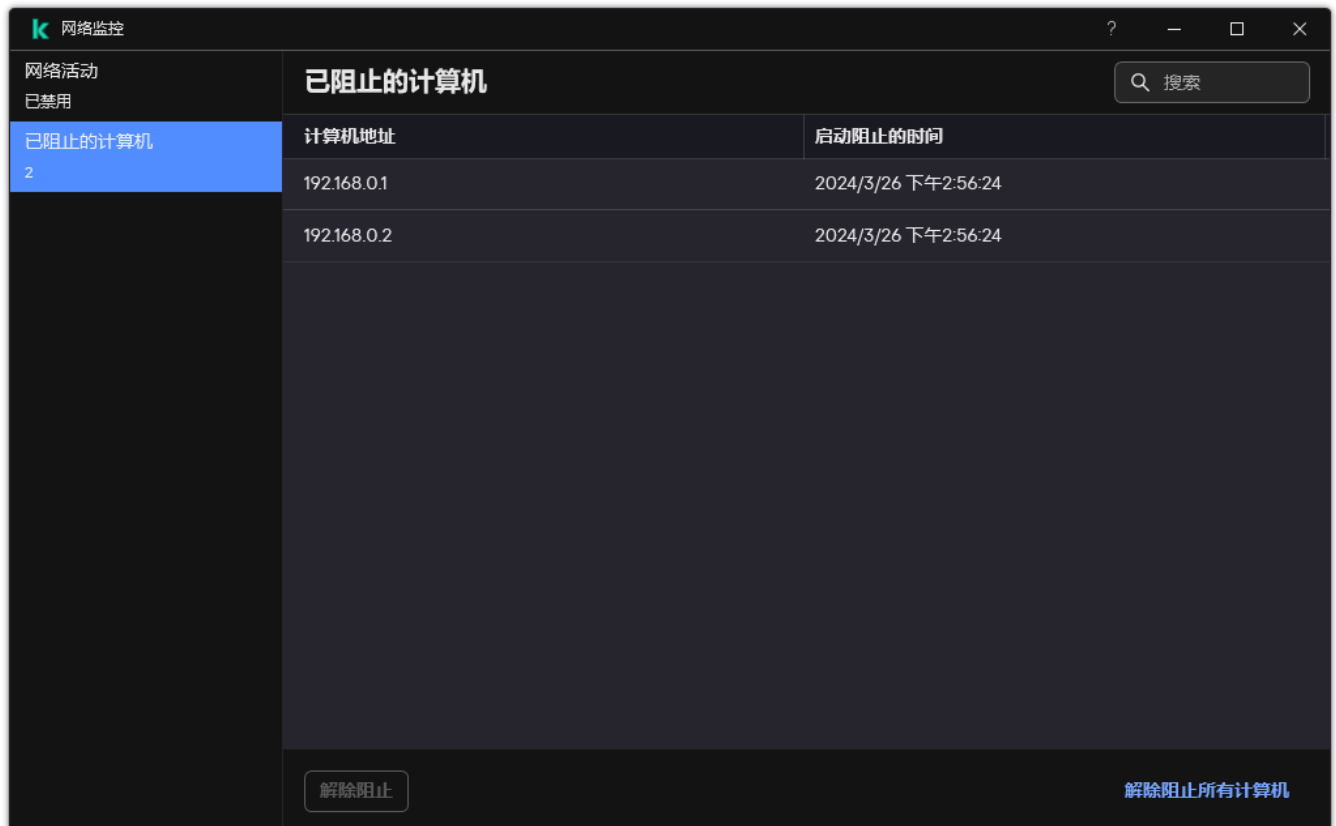 网络监控
网络活动
已禁用
已阻止的计算机
2
已阻止的计算机
搜索
计算机地址 启动阻止的时间
192.168.0.1 2024/3/26 下午2:56:24
192.168.0.2 2024/3/26 下午2:56:24
解除阻止 解除阻止所有计算机